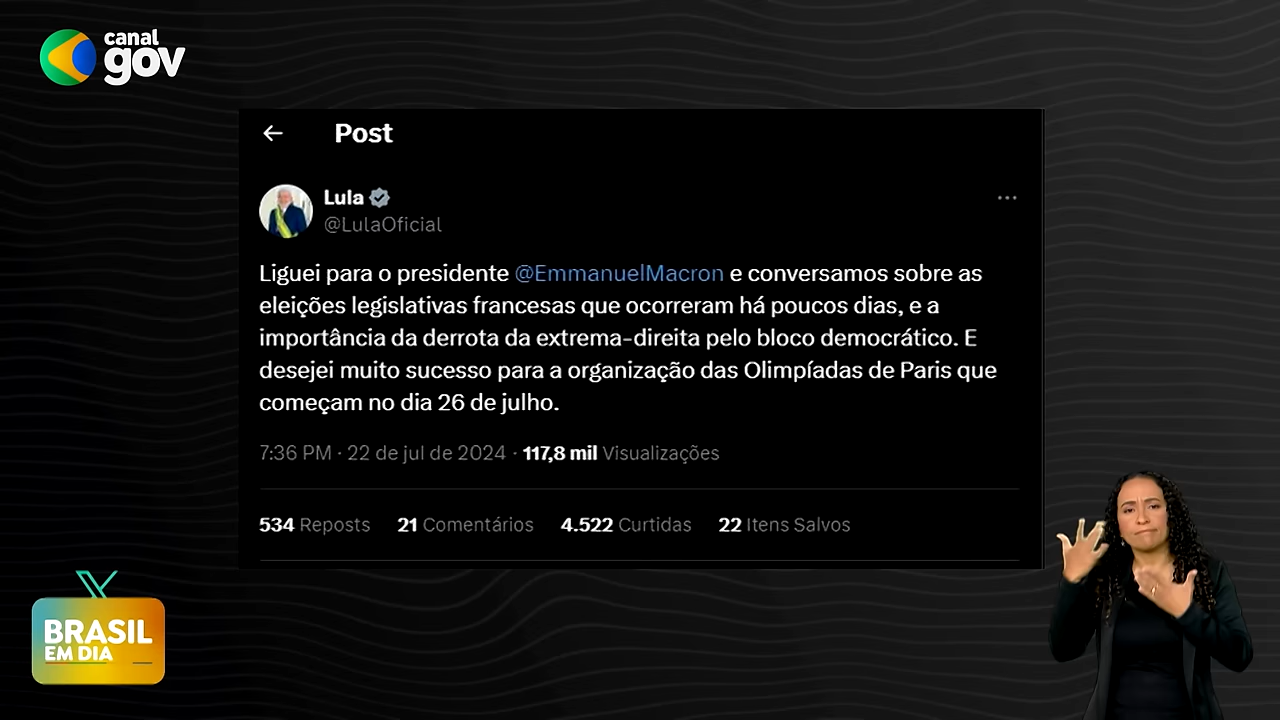 canal
gov
Post
Lula
@LulaOficial
Liguei para o presidente @EmmanuelMacron e conversamos sobre as
eleições legislativas francesas que ocorreram há poucos dias, e a
importância da derrota da extrema-direita pelo bloco democrático. E
desejei muito sucesso para a organização das Olimpíadas de Paris que
começam no dia 26 de julho.
7:36 PM · 22 de jul de 2024 · 117,8 mil Visualizações
534 Reposts 21 Comentários 4.522 Curtidas 22 Itens Salvos
BRASIL
EM DIA